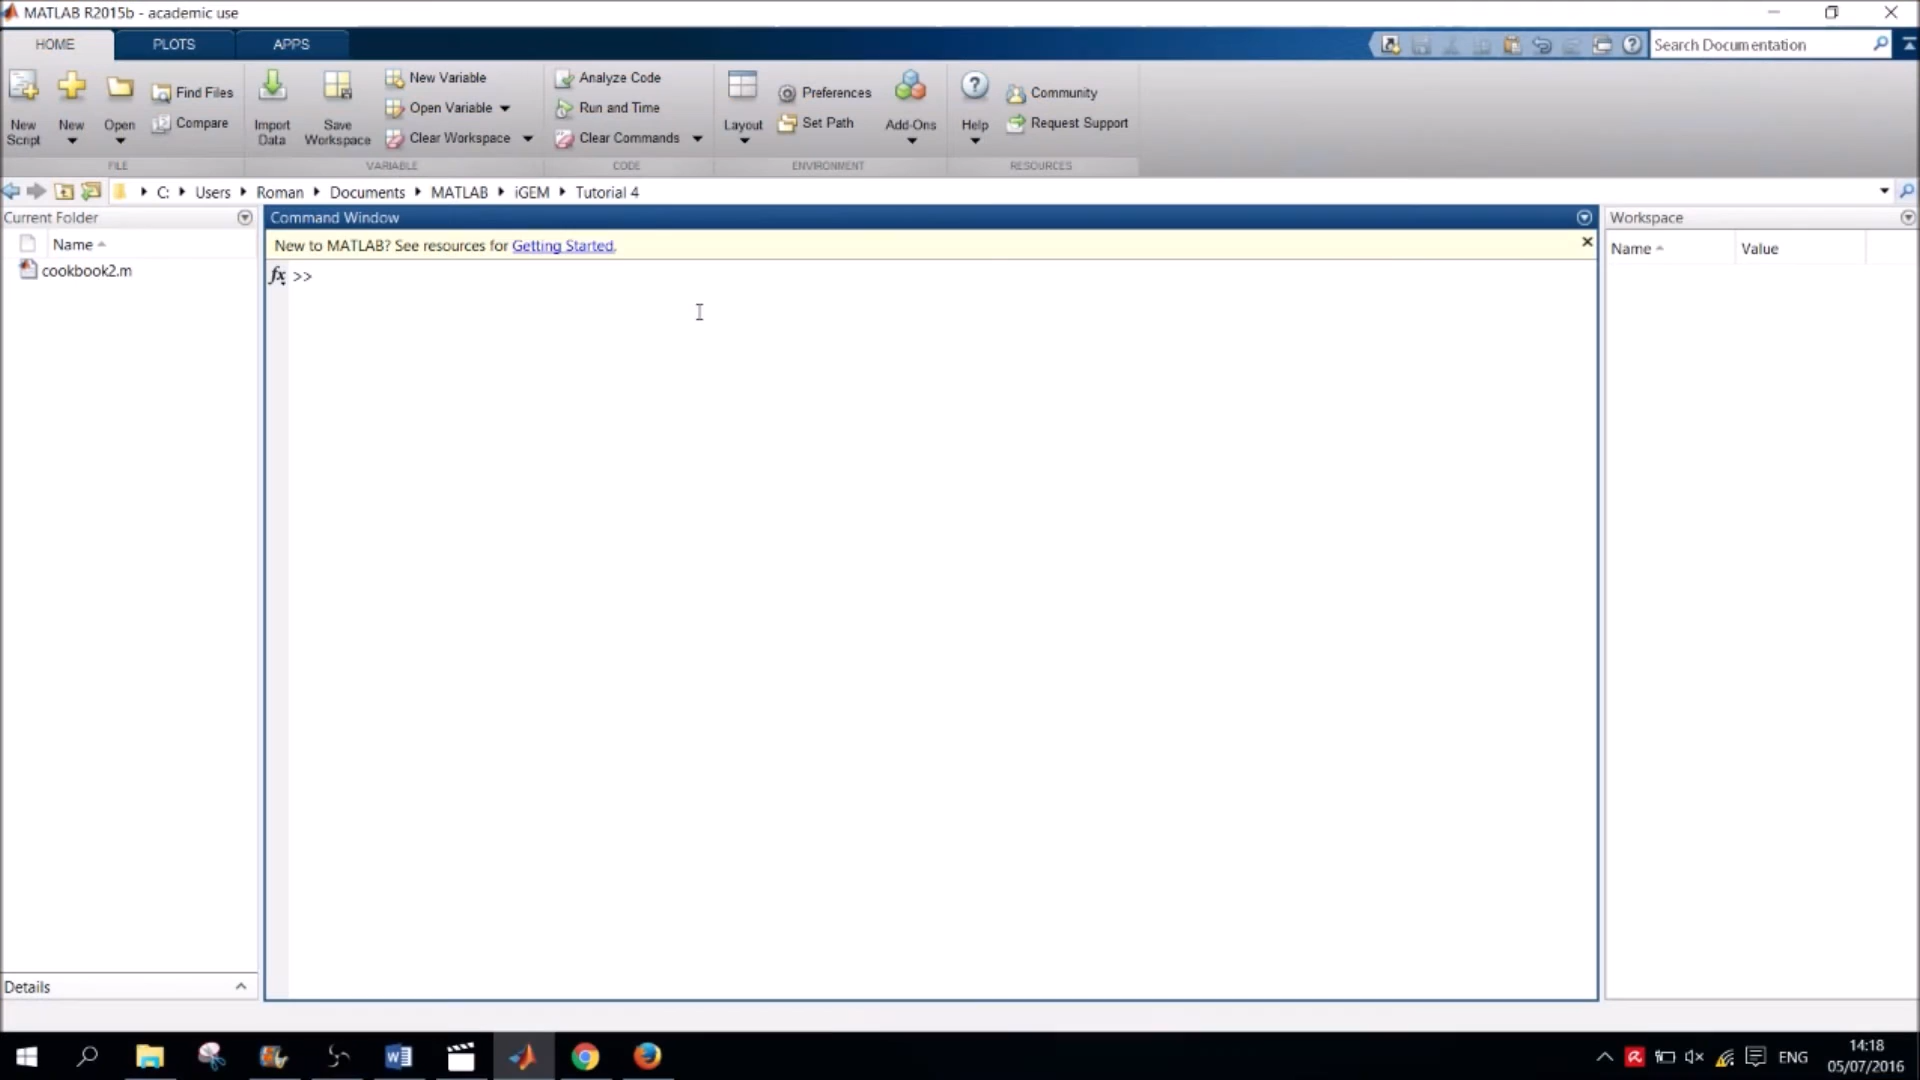 MATLAB R2015b - academic use
HOME PLOTS APPS
Search Documentation
New Script
New
Open
Find Files
Compare
FILE
Import Data
Save Workspace
New Variable
Open Variable
Clear Workspace
VARIABLE
Analyze Code
Run and Time
Clear Commands
CODE
Layout
Preferences
Set Path
Add-Ons
ENVIRONMENT
Help
Community
Request Support
RESOURCES
C: Users Roman Documents MATLAB iGEM Tutorial 4
Current Folder
Name
cookbook2.m
Details
Command Window
New to MATLAB? See resources for Getting Started.
fx >>
Workspace
Name Value
ENG
14:18
05/07/2016